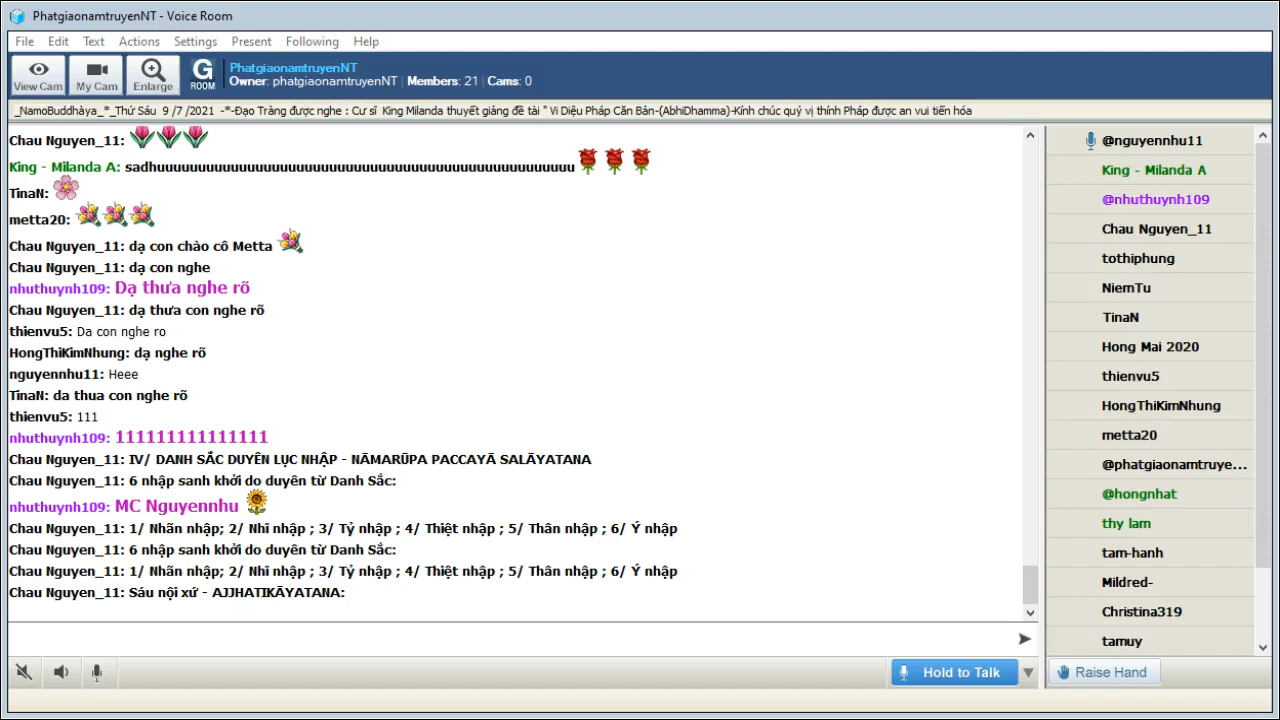 PhatgiaonamtruyenNT - Voice Room
File Edit Text Actions Settings Present Following Help
View Cam My Cam Enlarge G ROOM
PhatgiaonamtruyenNT
Owner: phatgiaonamtruyenNT | Members: 21 | Cams: 0
_NamoBuddhàya_*_Thứ Sáu 9 /7 /2021 -*-Đạo Tràng được nghe : Cư sĩ King Milanda thuyết giảng đề tài " Vi Diệu Pháp Căn Bản-(AbhiDhamma)-Kính chúc quý vị thính Pháp được an vui tiến hóa
Chau Nguyen_11:
King - Milanda A: sadhuuuuuuuuuuuuuuuuuuuuuuuuuuuuuuuuuuuuuuuuuuuuuuuuuu
TinaN:
metta20:
Chau Nguyen_11: dạ con chào cô Metta
Chau Nguyen_11: dạ con nghe
nhuthuynh109: Dạ thưa nghe rõ
Chau Nguyen_11: dạ thưa con nghe rõ
thienvu5: Da con nghe ro
HongThiKimNhung: dạ nghe rõ
nguyennhu11: Heee
TinaN: da thua con nghe rõ
thienvu5: 111
nhuthuynh109: 111111111111111
Chau Nguyen_11: IV/ DANH SẮC DUYÊN LỤC NHẬP - NĀMARŪPA PACCAYĀ SALĀYATANA
Chau Nguyen_11: 6 nhập sanh khởi do duyên từ Danh Sắc:
nhuthuynh109: MC Nguyennhu
Chau Nguyen_11: 1/ Nhãn nhập; 2/ Nhĩ nhập ; 3/ Tỷ nhập ; 4/ Thiệt nhập ; 5/ Thân nhập ; 6/ Ý nhập
Chau Nguyen_11: 6 nhập sanh khởi do duyên từ Danh Sắc:
Chau Nguyen_11: 1/ Nhãn nhập; 2/ Nhĩ nhập ; 3/ Tỷ nhập ; 4/ Thiệt nhập ; 5/ Thân nhập ; 6/ Ý nhập
Chau Nguyen_11: Sáu nội xứ - AJJHATIKĀYATANA:
Hold to Talk
@nguyennhu11
King - Milanda A
@nhuthuynh109
Chau Nguyen_11
tothiphung
NiemTu
TinaN
Hong Mai 2020
thienvu5
HongThiKimNhung
metta20
@phatgiaonamtruye...
@hongnhat
thy lam
tam-hanh
Mildred-
Christina319
tamuy
Raise Hand